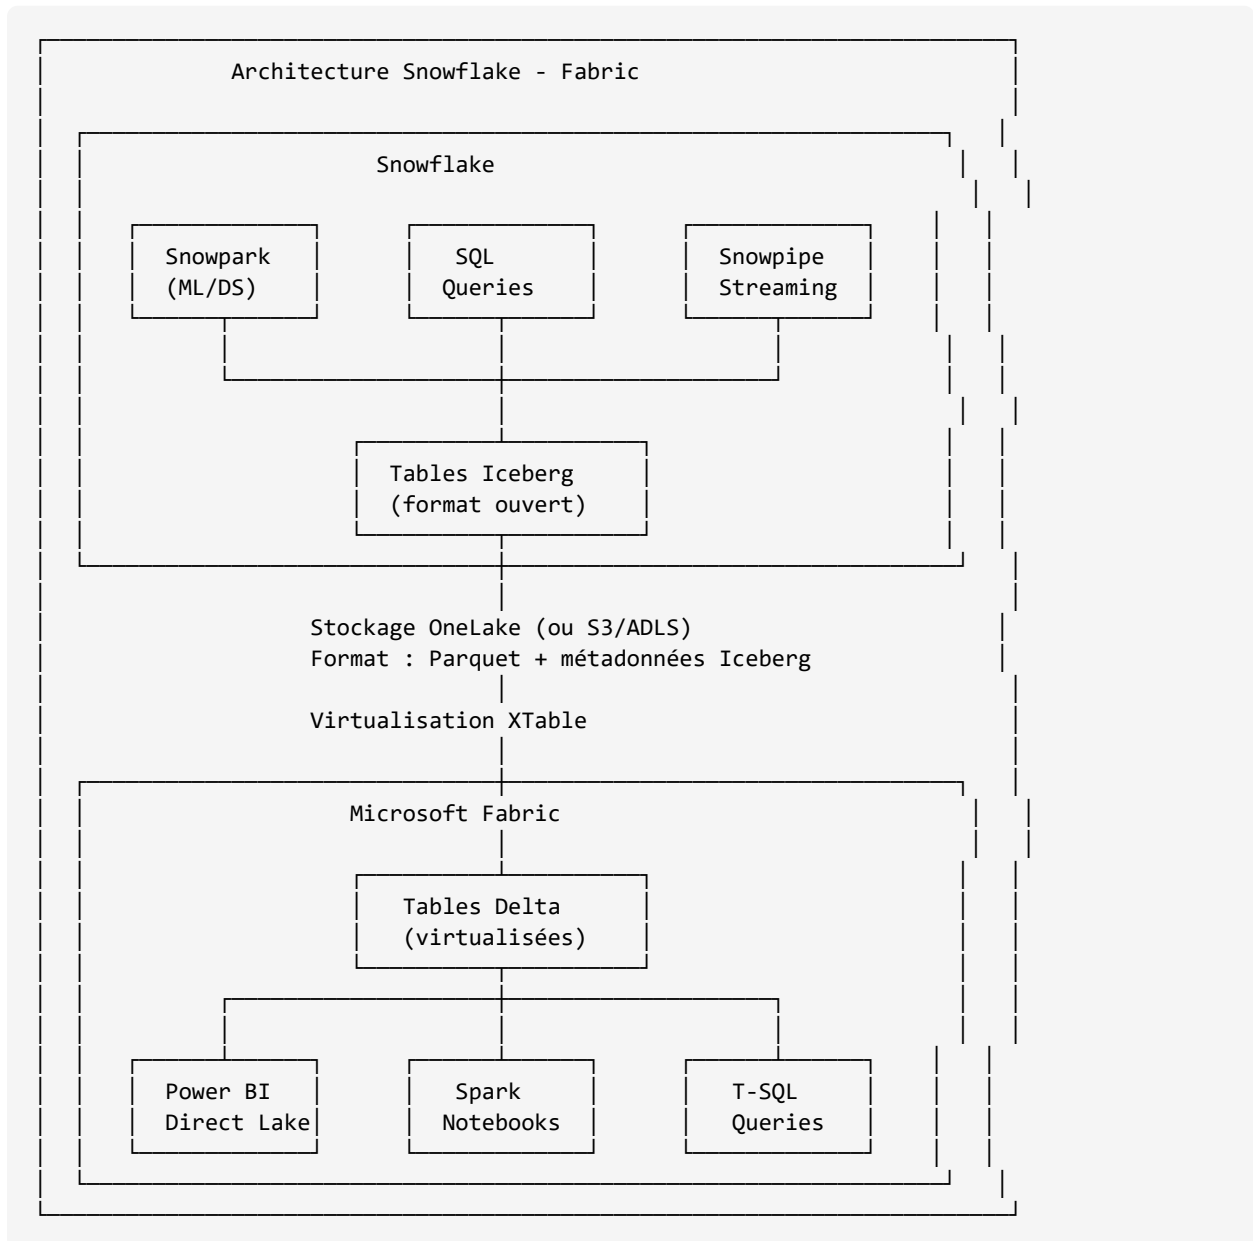 Architecture Snowflake - Fabric
Snowflake
Snowpark SQL Snowpipe
(ML/DS) Queries Streaming
Tables Iceberg
(format ouvert)
Stockage OneLake (ou S3/ADLS)
Format : Parquet + métadonnées Iceberg
Virtualisation XTable
Microsoft Fabric
Tables Delta
(virtualisées)
Power BI Spark T-SQL
Direct Lake Notebooks Queries